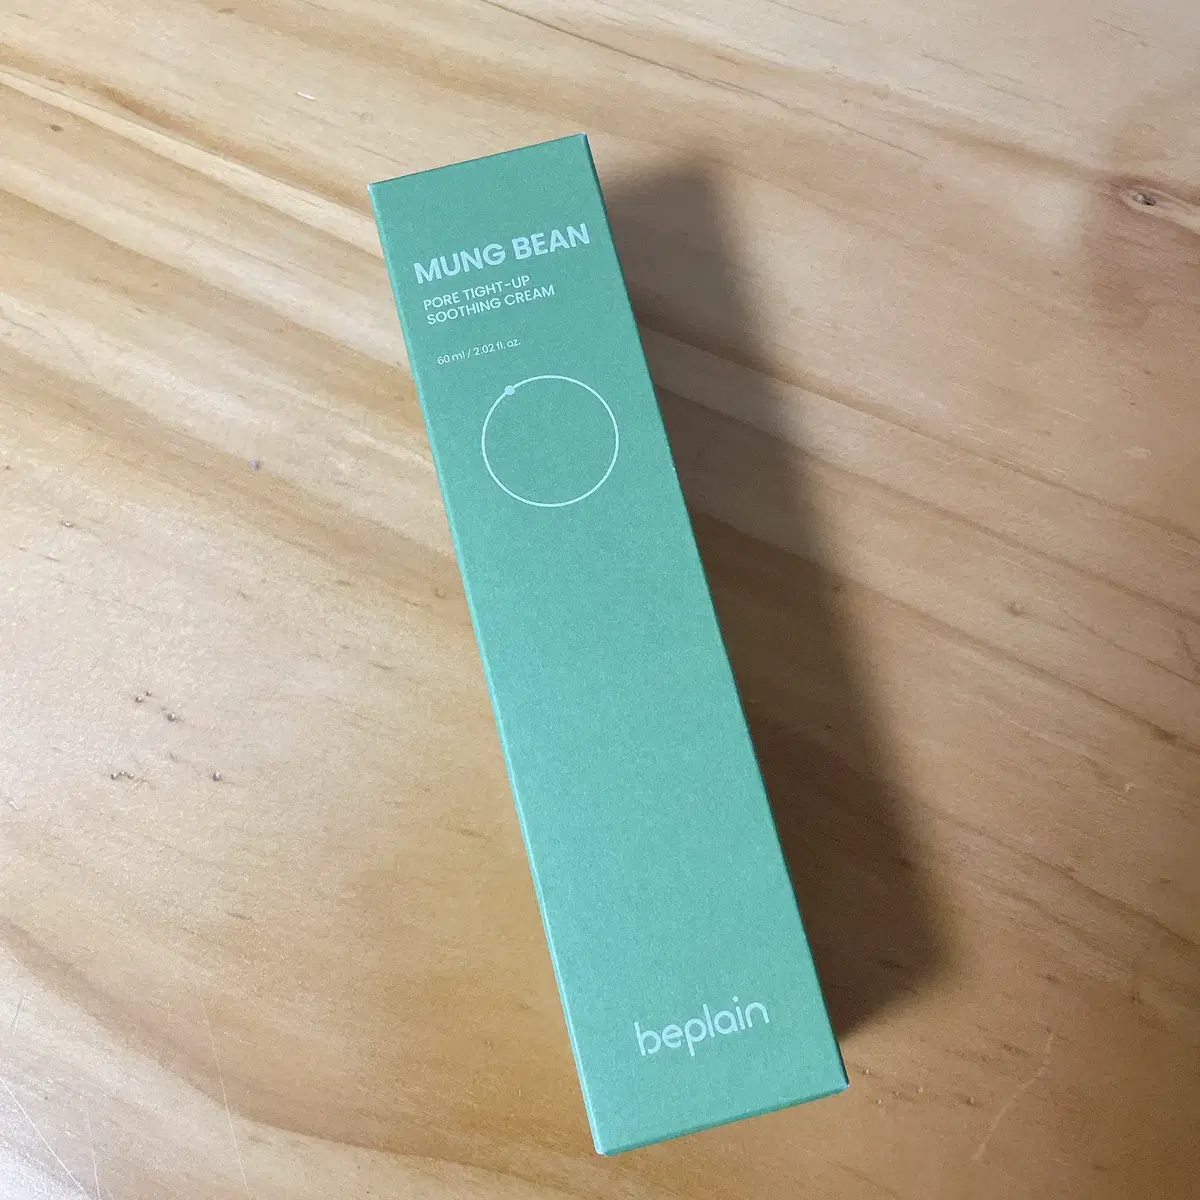 MUNG BEAN
PORE TIGHT-UP
SOOTHING CREAM
60 ml / 2.02 fl. oz.
beplain